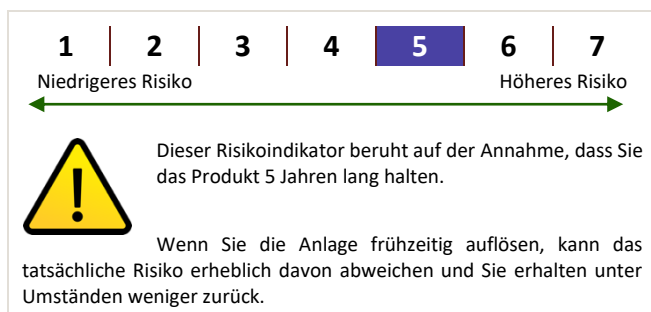 1 2 3 4 5 6 7
Niedrigeres Risiko Höheres Risiko
Dieser Risikoindikator beruht auf der Annahme, dass Sie
das Produkt 5 Jahren lang halten.
Wenn Sie die Anlage frühzeitig auflösen, kann das
tatsächliche Risiko erheblich davon abweichen und Sie erhalten unter
Umständen weniger zurück.